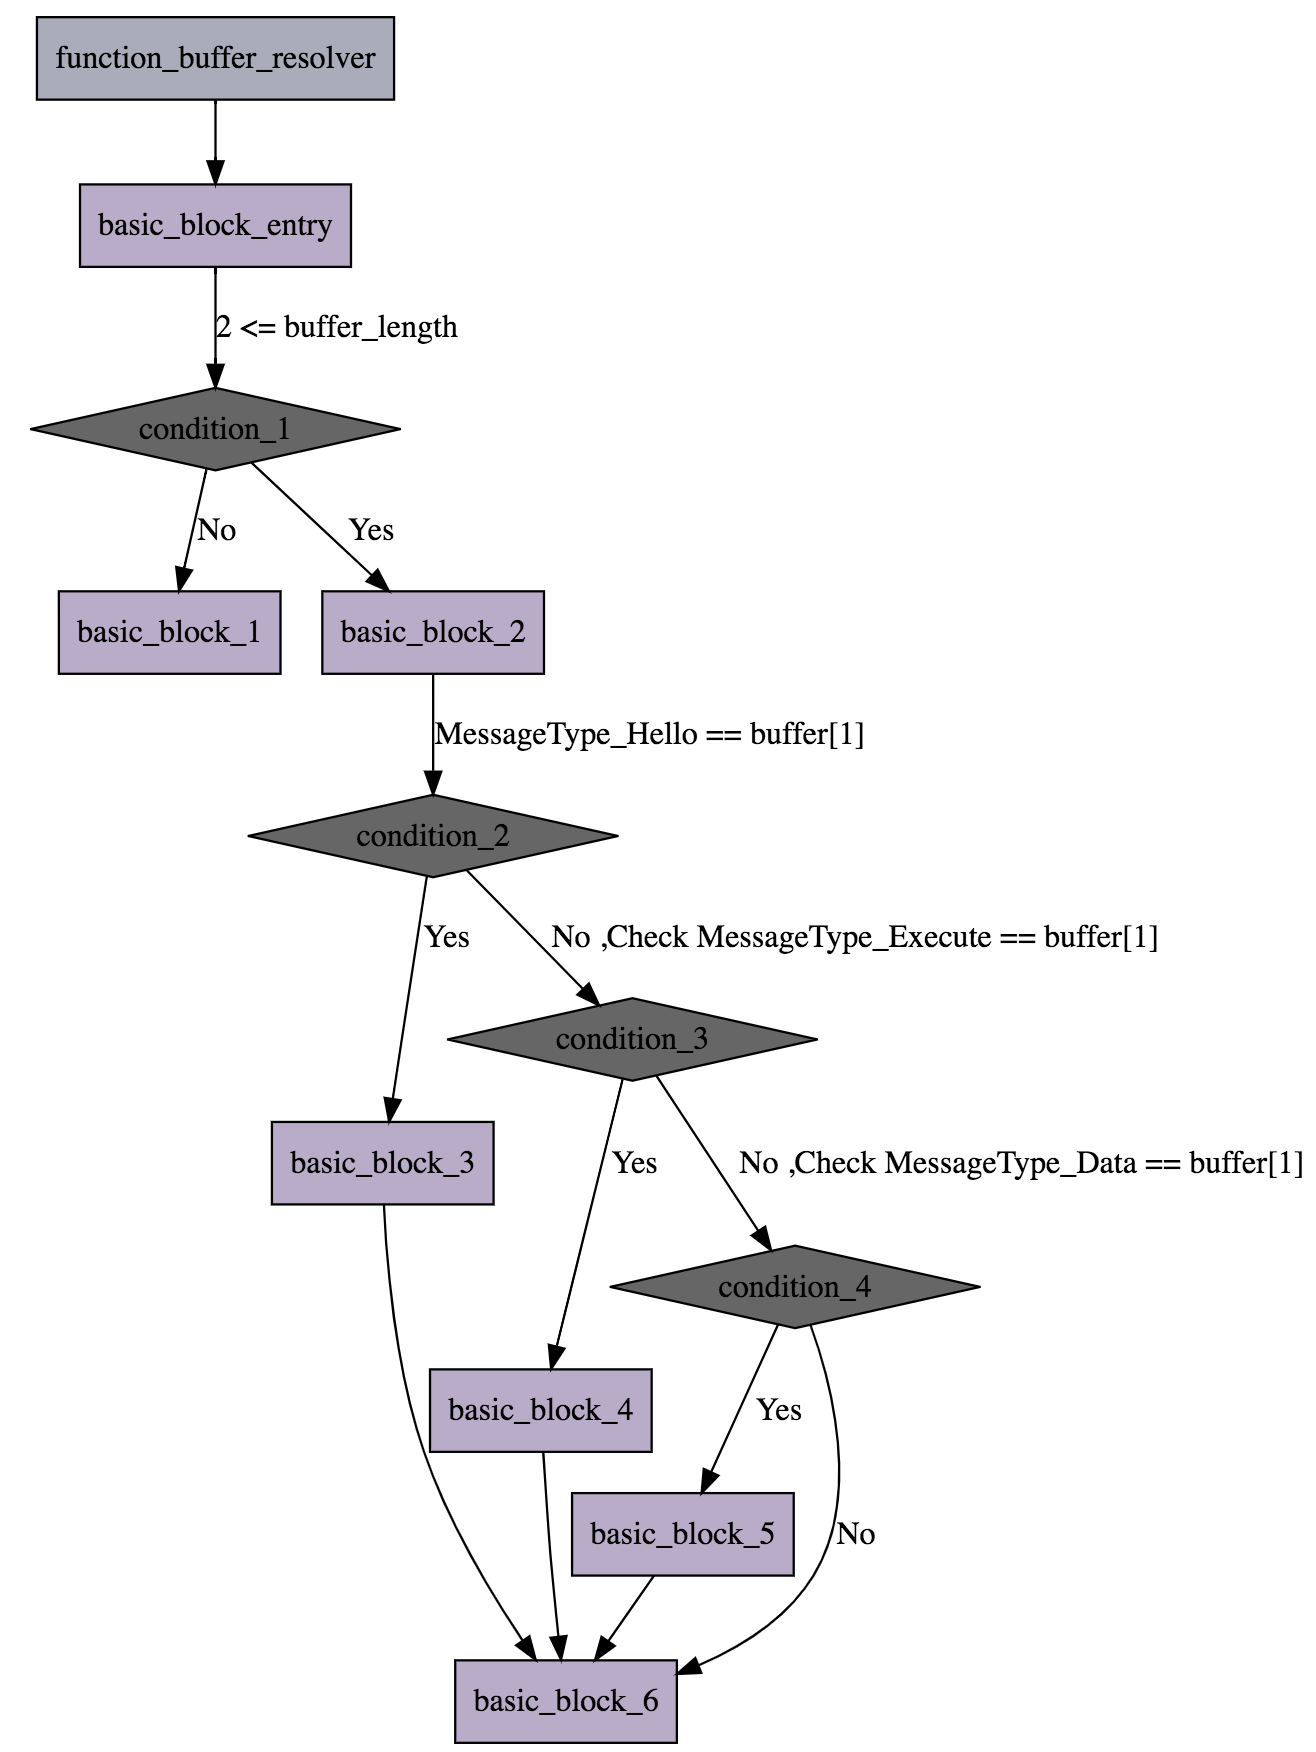 function_buffer_resolver
basic_block_entry
2 <= buffer_length
condition_1
No
Yes
basic_block_1
basic_block_2
MessageType_Hello == buffer[1]
condition_2
Yes
No ,Check MessageType_Execute == buffer[1]
condition_3
basic_block_3
Yes
No ,Check MessageType_Data == buffer[1]
condition_4
basic_block_4
Yes
basic_block_5
No
basic_block_6